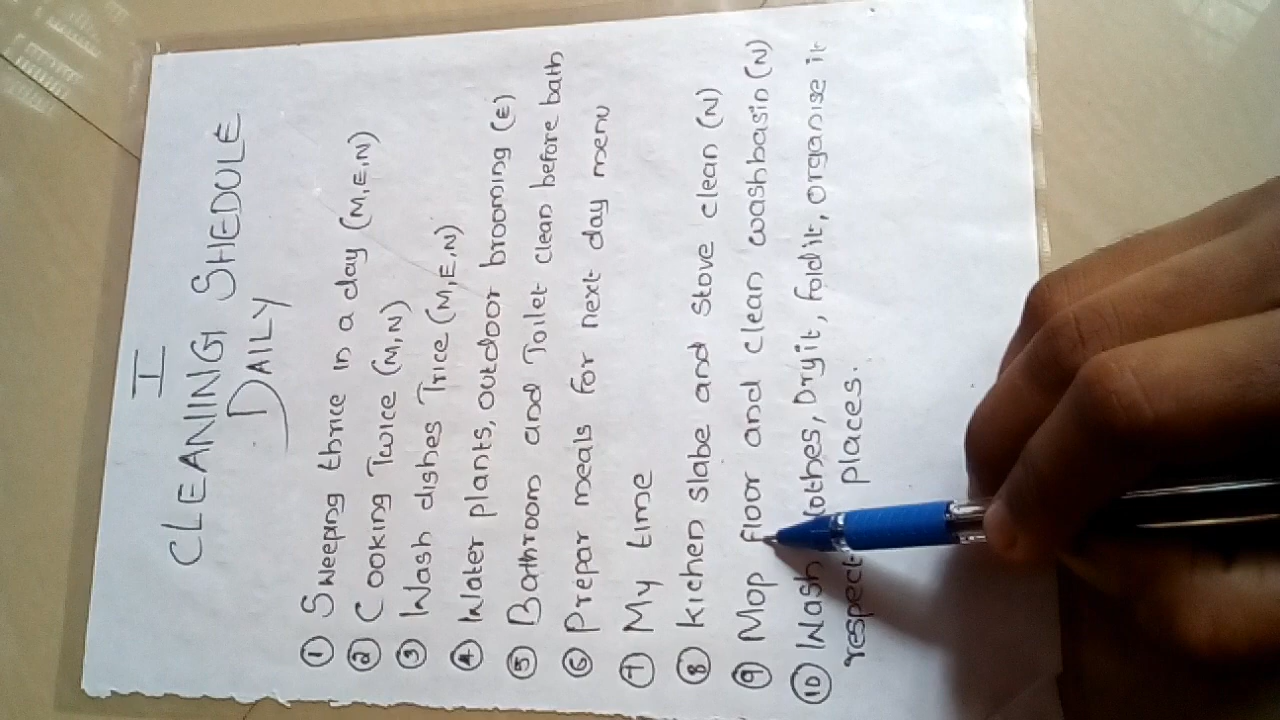 I
CLEANING SHEDULE
DAILY
① Sweeping thrice in a day (M,E,N)
② Cooking Twice (M,N)
③ Wash dishes Trice (M,E,N)
④ Water plants, outdoor brooming (E)
⑤ Bathroom and Toilet clean before bath
⑥ Prepar meals for next day menu
⑦ My time
⑧ kichen slabe and stove clean (N)
⑨ Mop floor and clean washbasin (N)
⑩ Wash othes, Dry it, fold it, organise it
respect places.